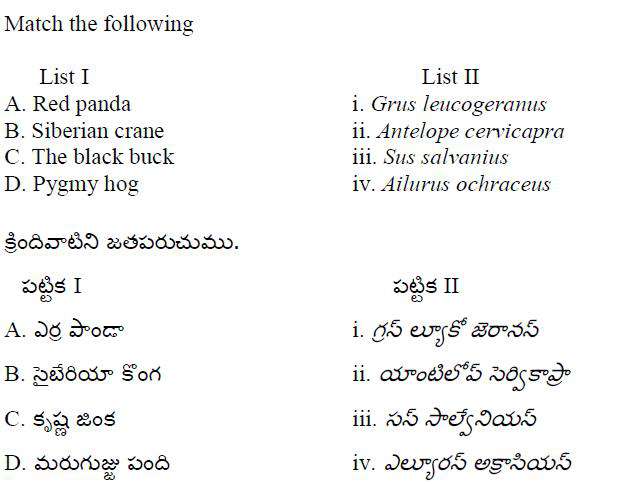 Match the following
List I List II
A. Red panda i. Grus leucogeranus
B. Siberian crane ii. Antelope cervicapra
C. The black buck iii. Sus salvanius
D. Pygmy hog iv. Ailurus ochraceus
క్రిందివాటిని జతపరుచుము.
పట్టిక I పట్టిక II
A. ఎర్ర పాండా i. గ్రస్ ల్యూకో జెరానస్
B. సైబేరియా కొంగ ii. యాంటిలోప్ సెర్వికాప్రా
C. కృష్ణ జింక iii. సస్ సాల్వేనియస్
D. మరుగుజ్జు పంది iv. ఎల్యూరస్ అక్రాసియస్